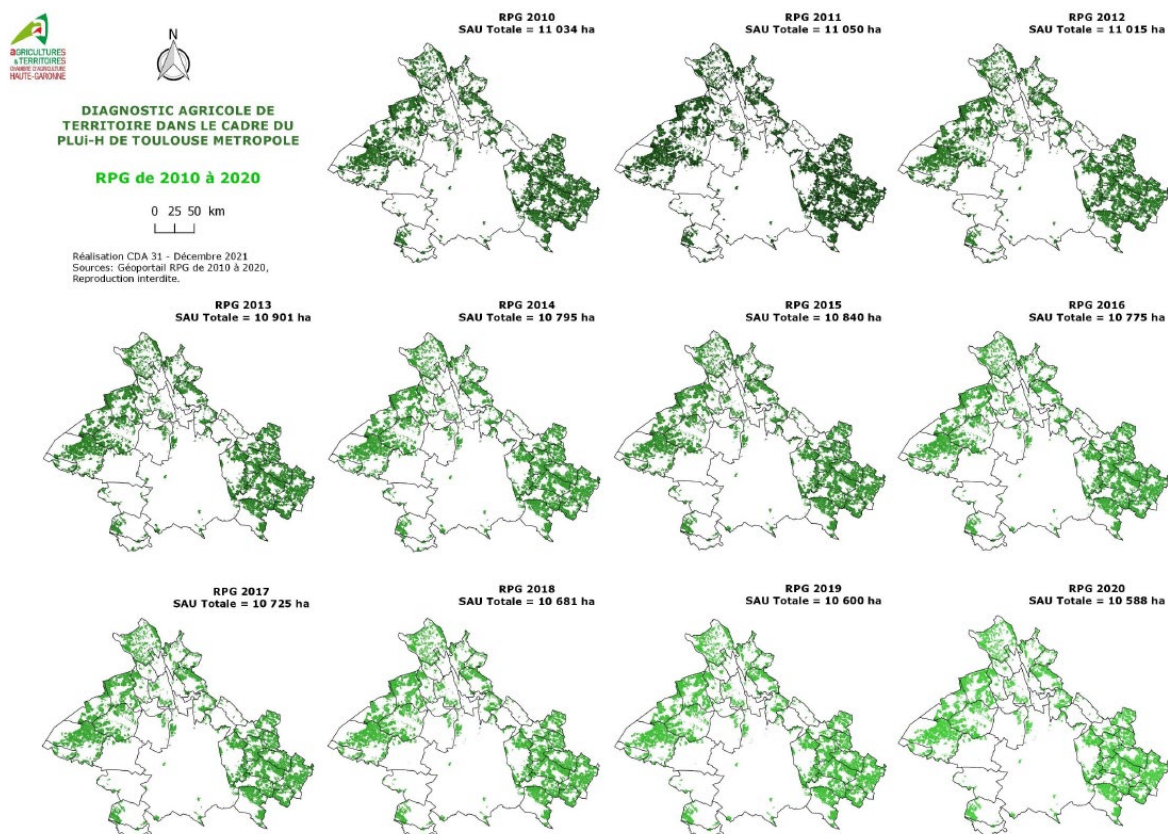 AGRICULTURES
& TERRITOIRES
CHAMBRE D'AGRICULTURE
HAUTE-GARONNE
N
DIAGNOSTIC AGRICOLE DE
TERRITOIRE DANS LE CADRE DU
PLUi-H DE TOULOUSE METROPOLE
RPG de 2010 à 2020
0 25 50 km
Réalisation CDA 31 - Décembre 2021
Sources: Géoportail RPG de 2010 à 2020,
Reproduction interdite.
RPG 2010
SAU Totale = 11 034 ha
RPG 2011
SAU Totale = 11 050 ha
RPG 2012
SAU Totale = 11 015 ha
RPG 2013
SAU Totale = 10 901 ha
RPG 2014
SAU Totale = 10 795 ha
RPG 2015
SAU Totale = 10 840 ha
RPG 2016
SAU Totale = 10 775 ha
RPG 2017
SAU Totale = 10 725 ha
RPG 2018
SAU Totale = 10 681 ha
RPG 2019
SAU Totale = 10 600 ha
RPG 2020
SAU Totale = 10 588 ha